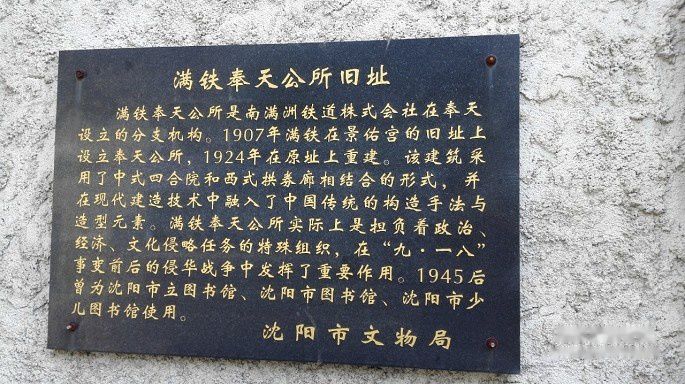 满铁奉天公所旧址
满铁奉天公所是南满洲铁道株式会社在奉天
设立的分支机构。1907年满铁在景佑宫的旧址上
设立奉天公所，1924年在原址上重建。该建筑采
用了中式四合院和西式拱券廊相结合的形式，并
在现代建造技术中融入了中国传统的构造手法与
造型元素。满铁奉天公所实际上是担负着政治、
经济、文化侵略任务的特殊组织，在“九·一八”
事变前后的侵华战争中发挥了重要作用。1945后
曾为沈阳市立图书馆、沈阳市图书馆、沈阳市少
儿图书馆使用。
沈阳市文物局